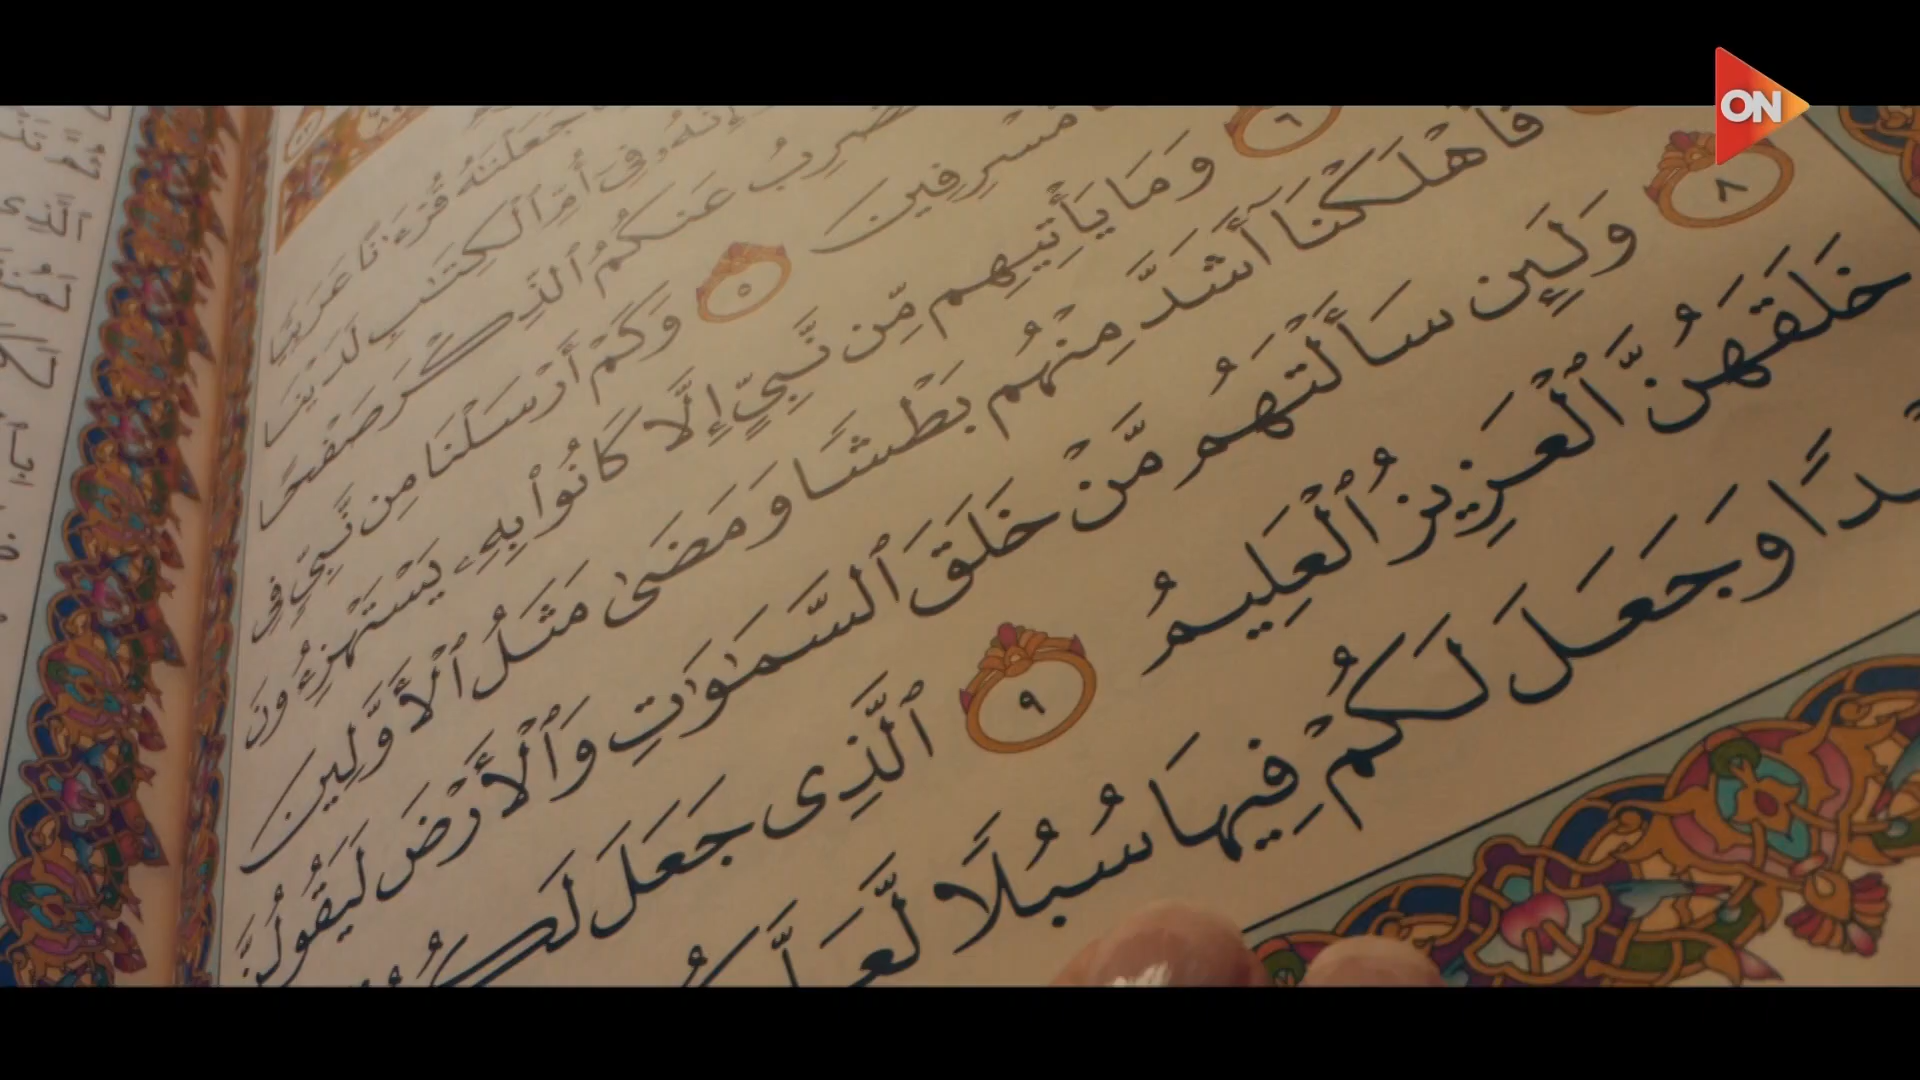 ON
جَعَلْنَٰهُ قُرْءَٰنًا عَرَبِيًّا
إِنَّهُۥ فِىٓ أُمِّ ٱلْكِتَٰبِ لَدَيْنَا
عَنكُمُ ٱلذِّكْرَ صَفْحًا
مُّسْرِفِينَ ٥ وَكَمْ أَرْسَلْنَا مِن نَّبِىٍّ فِى
٦ وَمَا يَأْتِيهِم مِّن نَّبِىٍّ إِلَّا كَانُوا۟ بِهِۦ يَسْتَهْزِءُونَ
فَأَهْلَكْنَآ أَشَدَّ مِنْهُم بَطْشًا وَمَضَىٰ مَثَلُ ٱلْأَوَّلِينَ
٨ وَلَئِن سَأَلْتَهُم مَّنْ خَلَقَ ٱلسَّمَٰوَٰتِ وَٱلْأَرْضَ لَيَقُولُنَّ
خَلَقَهُنَّ ٱلْعَزِيزُ ٱلْعَلِيمُ ٩ ٱلَّذِى جَعَلَ لَكُمُ
وَجَعَلَ لَكُمْ فِيهَا سُبُلًا